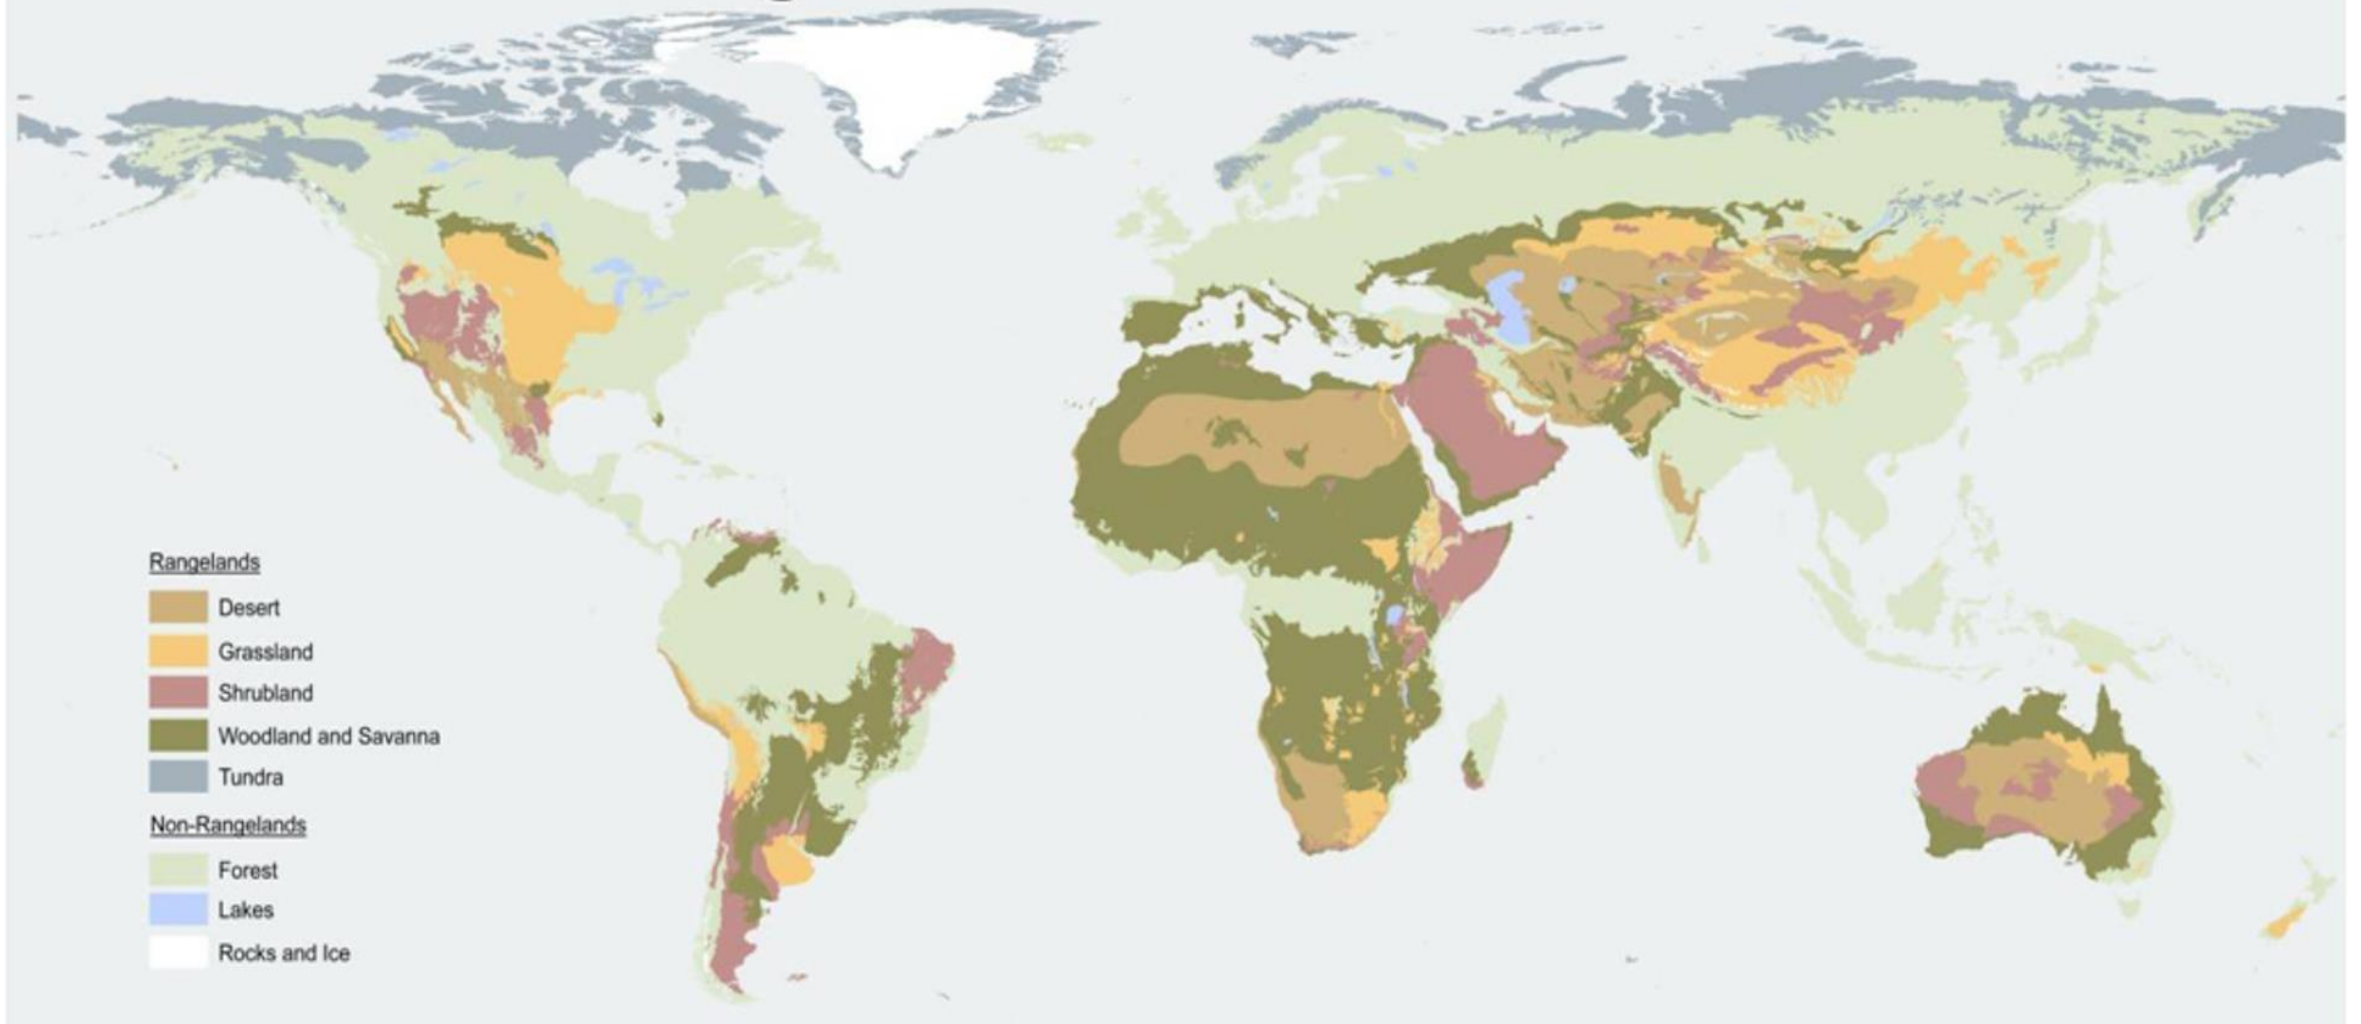 Rangelands
Desert
Grassland
Shrubland
Woodland and Savanna
Tundra
Non-Rangelands
Forest
Lakes
Rocks and Ice